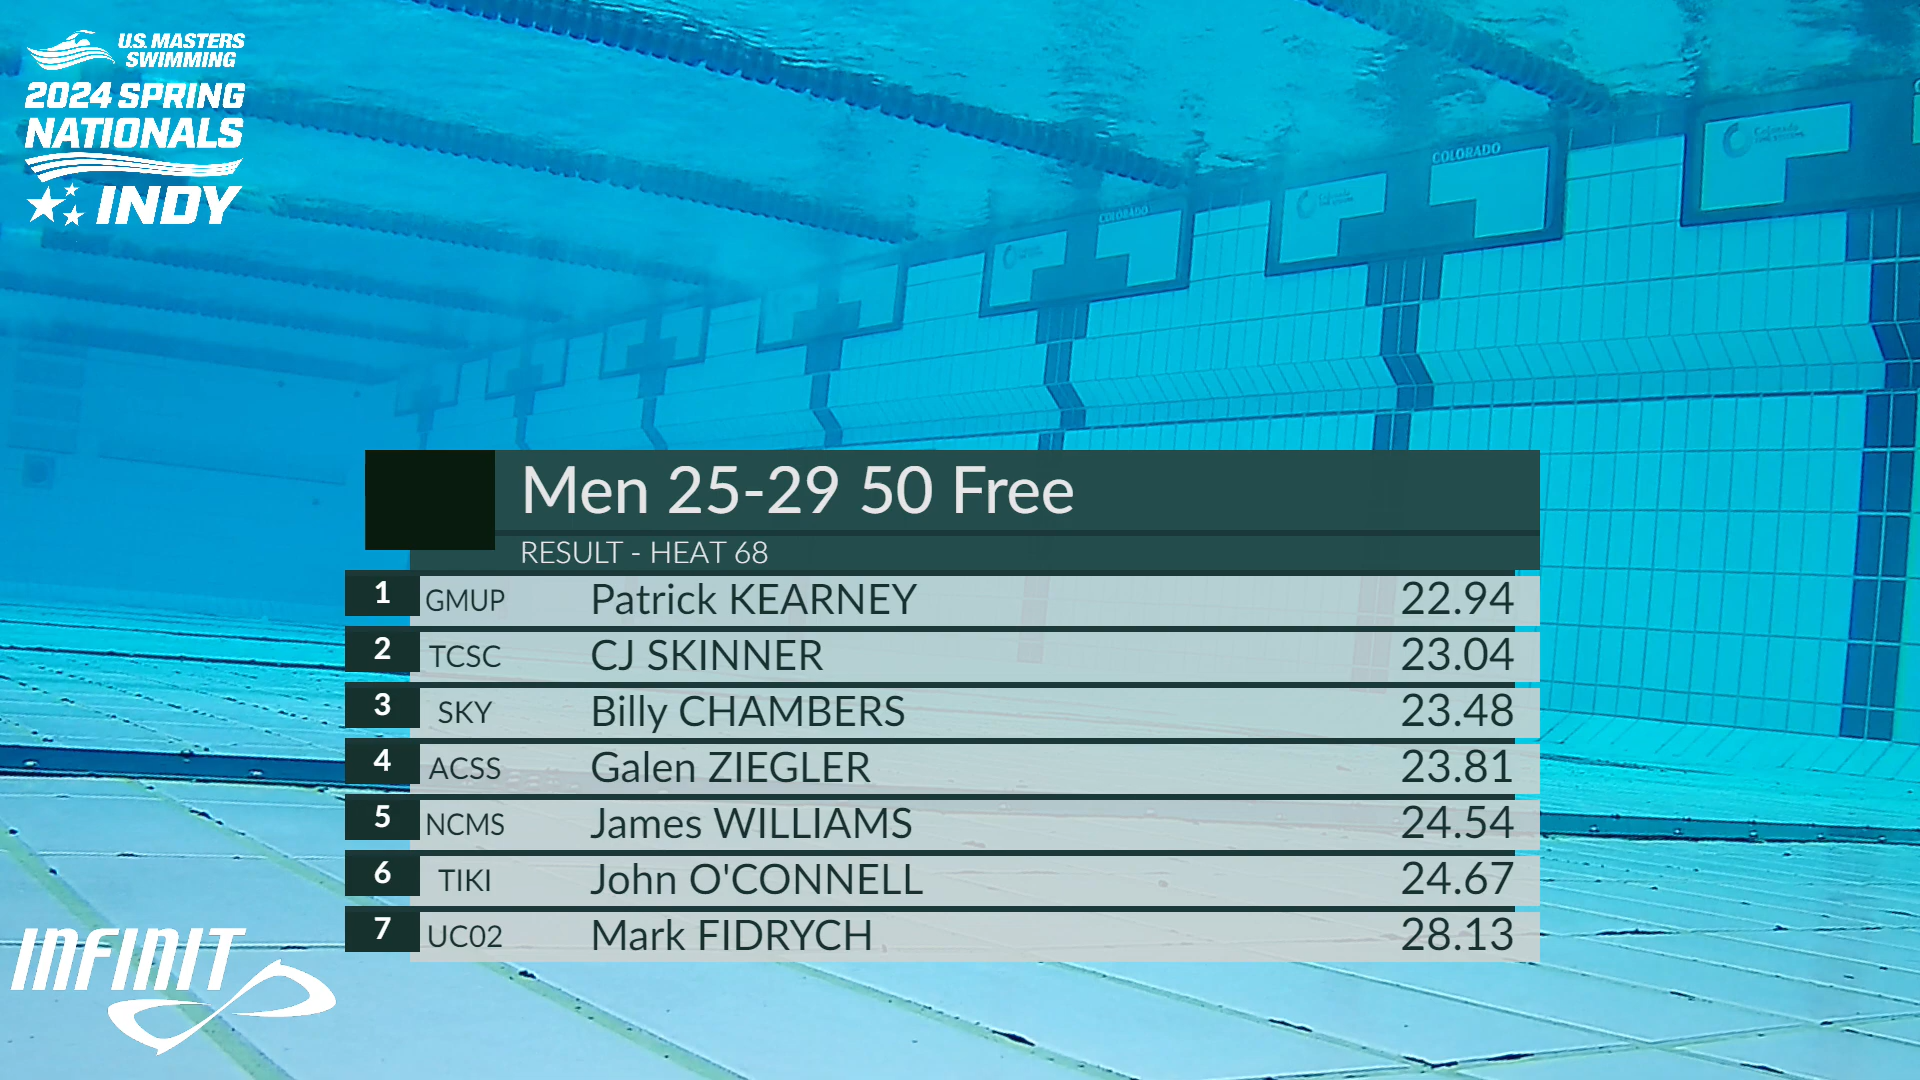 U.S. MASTERS
SWIMMING
2024 SPRING
NATIONALS
INDY
COLORADO
COLORADO
Colorado
Men 25-29 50 Free
RESULT - HEAT 68
1 GMUP Patrick KEARNEY 22.94
2 TCSC CJ SKINNER 23.04
3 SKY Billy CHAMBERS 23.48
4 ACSS Galen ZIEGLER 23.81
5 NCMS James WILLIAMS 24.54
6 TIKI John O'CONNELL 24.67
7 UC02 Mark FIDRYCH 28.13
INFINIT